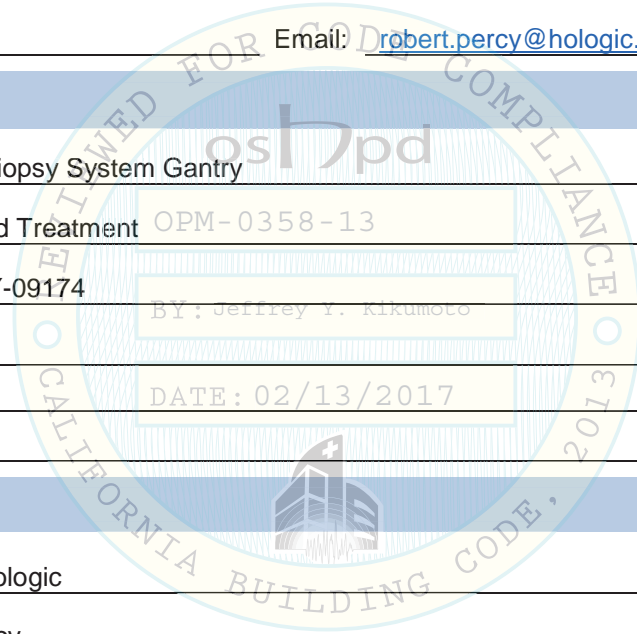 Email: robert.percy@hologic.
REVIEWED FOR CODE COMPLIANCE
oshpd
iopsy System Gantry
d Treatment OPM-0358-13
-09174
BY: Jeffrey Y. Kikumoto
DATE: 02/13/2017
CALIFORNIA BUILDING CODE, 2013
ologic